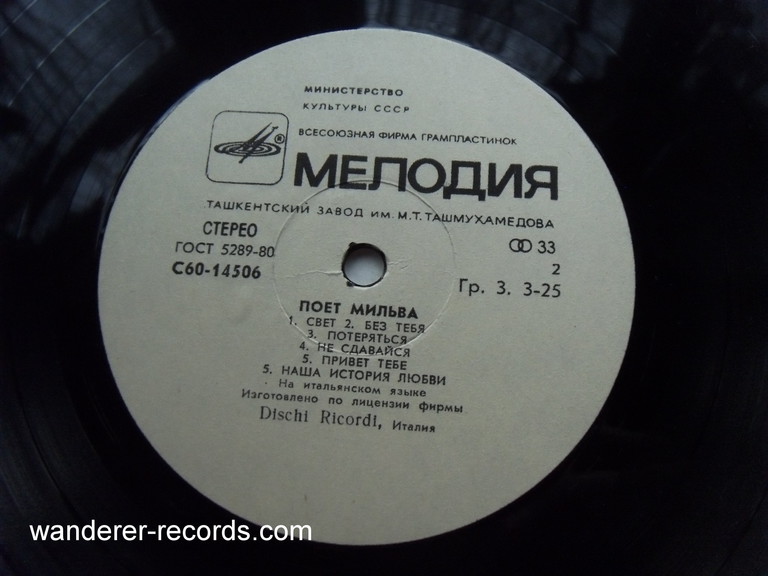 МИНИСТЕРСТВО
КУЛЬТУРЫ СССР
ВСЕСОЮЗНАЯ ФИРМА ГРАМПЛАСТИНОК
®
МЕЛОДИЯ
ТАШКЕНТСКИЙ ЗАВОД ИМ. М.Т. ТАШМУХАМЕДОВА
СТЕРЕО
ГОСТ 5289-80
С60-14506
33
2
Гр. 3. 3-25
ПОЕТ МИЛЬВА
1. СВЕТ 2. БЕЗ ТЕБЯ
3. ПОТЕРЯТЬСЯ
4. НЕ СДАВАЙСЯ
5. ПРИВЕТ ТЕБЕ
5. НАША ИСТОРИЯ ЛЮБВИ
На итальянском языке
Изготовлено по лицензии фирмы
Dischi Ricordi, Италия
wanderer-records.com